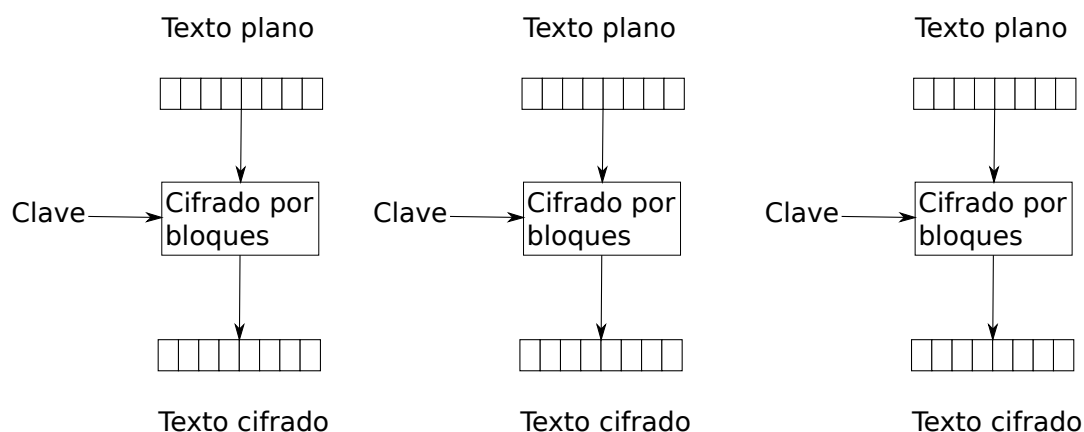 Texto plano
Texto plano
Texto plano
Clave
Cifrado por
bloques
Clave
Cifrado por
bloques
Clave
Cifrado por
bloques
Texto cifrado
Texto cifrado
Texto cifrado